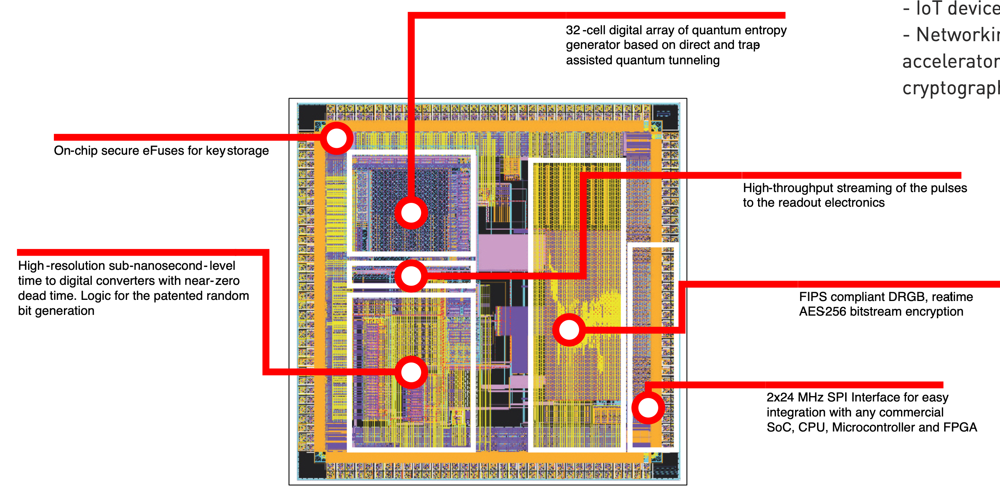 - IoT device
- Networkin
accelerator
cryptograph
32-cell digital array of quantum entropy
generator based on direct and trap-
assisted quantum tunneling
On-chip secure eFuses for key storage
High-throughput streaming of the pulses
to the readout electronics
High-resolution sub-nanosecond-level
time to digital converters with near-zero
dead time. Logic for the patented random
bit generation
FIPS compliant DRGB, reatime
AES-256 bitstream encryption
2x24 MHz SPI Interface for easy
integration with any commercial
SoC, CPU, Microcontroller and FPGA